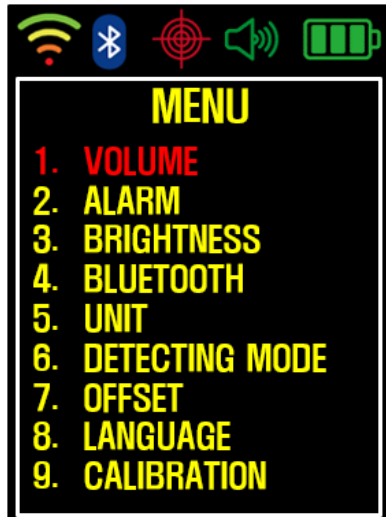 MENU
1. VOLUME
2. ALARM
3. BRIGHTNESS
4. BLUETOOTH
5. UNIT
6. DETECTING MODE
7. OFFSET
8. LANGUAGE
9. CALIBRATION